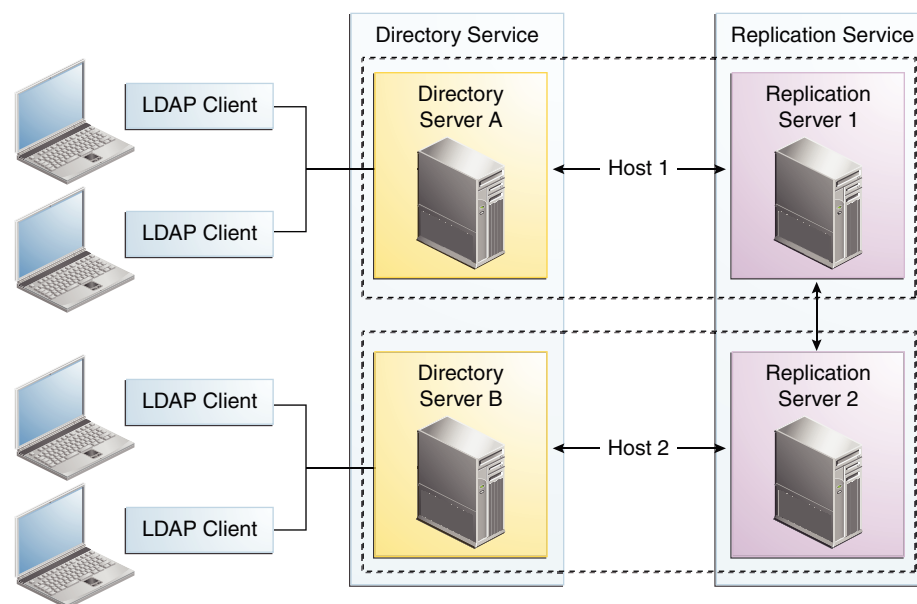 Directory Service
Replication Service
LDAP Client
LDAP Client
Directory
Server A
Host 1
Replication
Server 1
LDAP Client
LDAP Client
Directory
Server B
Host 2
Replication
Server 2